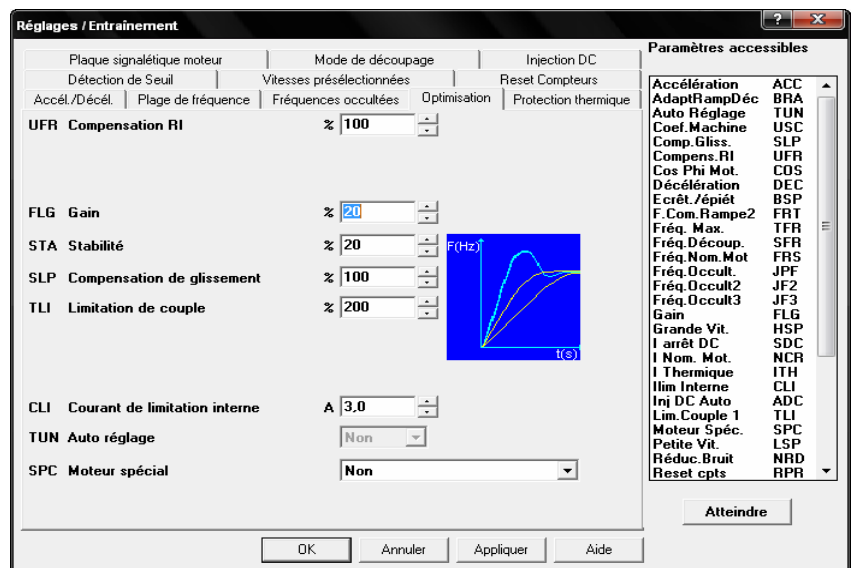 Réglages / Entraînement
Plaque signalétique moteur
Mode de découpage
Injection DC
Détection de Seuil
Vitesses présélectionnées
Reset Compteurs
Accél./Décél.
Plage de fréquence
Fréquences occultées
Optimisation
Protection thermique
UFR Compensation RI % 100
FLG Gain % 20
STA Stabilité % 20
SLP Compensation de glissement % 100
TLI Limitation de couple % 200
F(Hz)
t(s)
CLI Courant de limitation interne A 3,0
TUN Auto réglage Non
SPC Moteur spécial Non
OK
Annuler
Appliquer
Aide
Paramètres accessibles
Accélération ACC
AdaptRampDéc BRA
Auto Réglage TUN
Coef.Machine USC
Comp.Gliss. SLP
Compens.RI UFR
Cos Phi Mot. COS
Décélération DEC
Ecrêt./épiét BSP
F.Com.Rampe2 FRT
Fréq. Max. TFR
Fréq.Découp. SFR
Fréq.Nom.Mot FRS
Fréq.Occult. JPF
Fréq.Occult2 JF2
Fréq.Occult3 JF3
Gain FLG
Grande Vit. HSP
I arrêt DC SDC
I Nom. Mot. NCR
I Thermique ITH
Ilim Interne CLI
Inj DC Auto ADC
Lim.Couple 1 TLI
Moteur Spéc. SPC
Petite Vit. LSP
Réduc.Bruit NRD
Reset cpts RPR
Atteindre